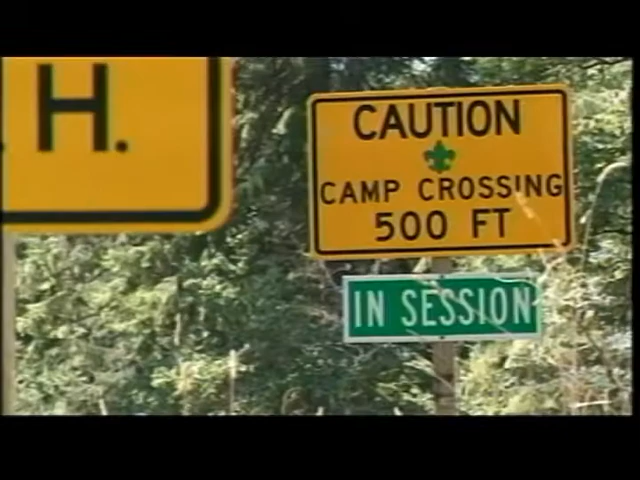 . H.
CAUTION
CAMP CROSSING
500 FT
IN SESSION